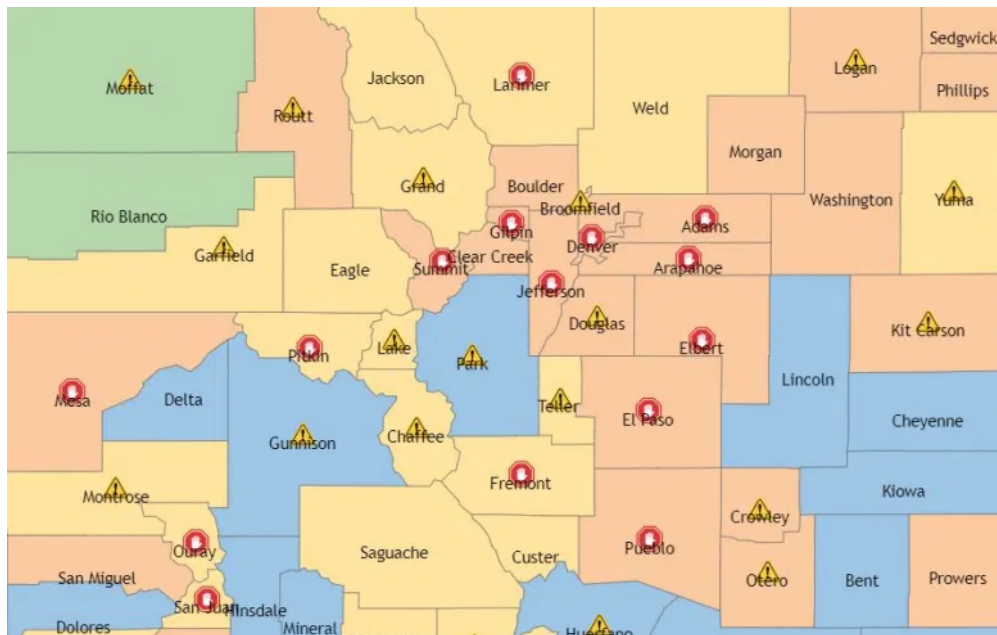 Sedgwick
Jackson
Larimer
Logan
Moffat
Phillips
Routt
Weld
Morgan
Grand
Boulder
Washington
Yuma
Broomfield
Rio Blanco
Gilpin
Adams
Denver
Garfield
Clear Creek
Eagle
Summit
Arapahoe
Jefferson
Douglas
Kit Carson
Pitkin
Lake
Elbert
Park
Lincoln
Mesa
Delta
Teller
El Paso
Cheyenne
Chaffee
Gunnison
Fremont
Kiowa
Montrose
Crowley
Ouray
Saguache
Custer
Pueblo
San Miguel
Otero
Bent
Prowers
San Juan
Hinsdale
Dolores
Mineral
Huerfano